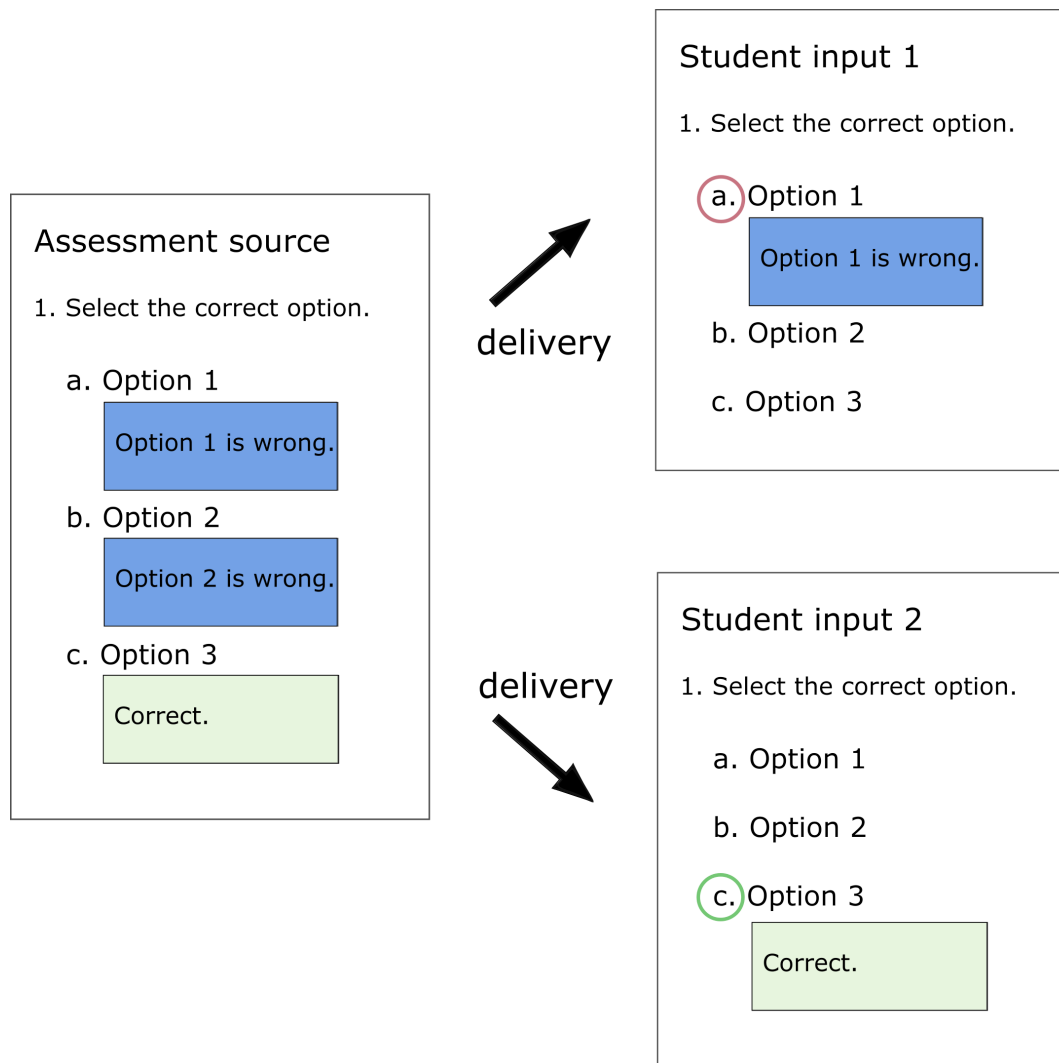 Assessment source
1. Select the correct option.
a. Option 1
Option 1 is wrong.
b. Option 2
Option 2 is wrong.
c. Option 3
Correct.
delivery
delivery
Student input 1
1. Select the correct option.
a. Option 1
Option 1 is wrong.
b. Option 2
c. Option 3
Student input 2
1. Select the correct option.
a. Option 1
b. Option 2
c. Option 3
Correct.